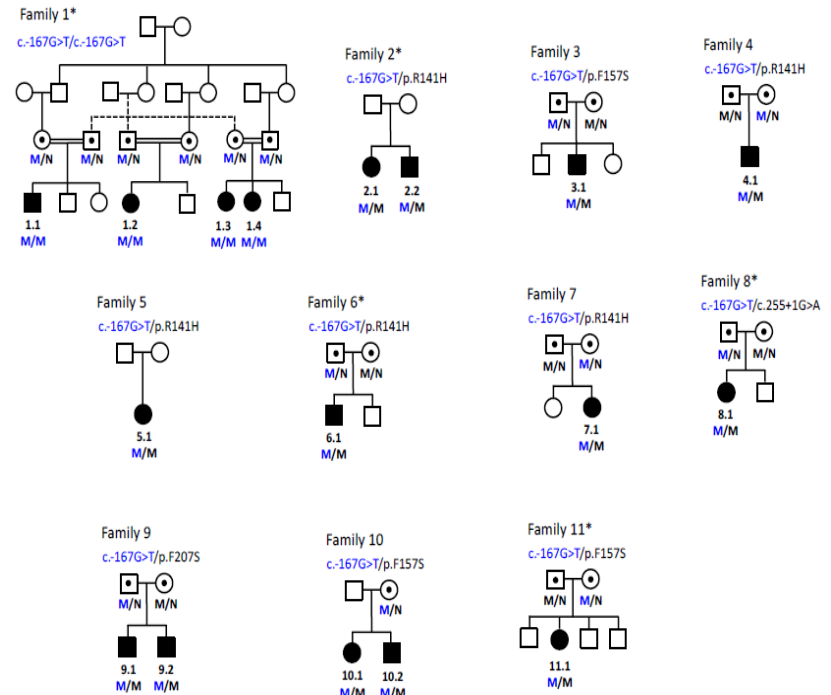 Family 1*
c.-167G>T/c.-167G>T
M/N M/N M/N M/N M/N M/N
1.1 1.2 1.3 1.4
M/M M/M M/M M/M
Family 2*
c.-167G>T/p.R141H
2.1 2.2
M/M M/M
Family 3
c.-167G>T/p.F157S
M/N M/N
3.1
M/M
Family 4
c.-167G>T/p.R141H
M/N M/N
4.1
M/M
Family 5
c.-167G>T/p.R141H
5.1
M/M
Family 6*
c.-167G>T/p.R141H
M/N M/N
6.1
M/M
Family 7
c.-167G>T/p.R141H
M/N M/N
7.1
M/M
Family 8*
c.-167G>T/c.255+1G>A
M/N M/N
8.1
M/M
Family 9
c.-167G>T/p.F207S
M/N M/N
9.1 9.2
M/M M/M
Family 10
c.-167G>T/p.F157S
M/N
10.1 10.2
M/M M/M
Family 11*
c.-167G>T/p.F157S
M/N M/N
11.1
M/M